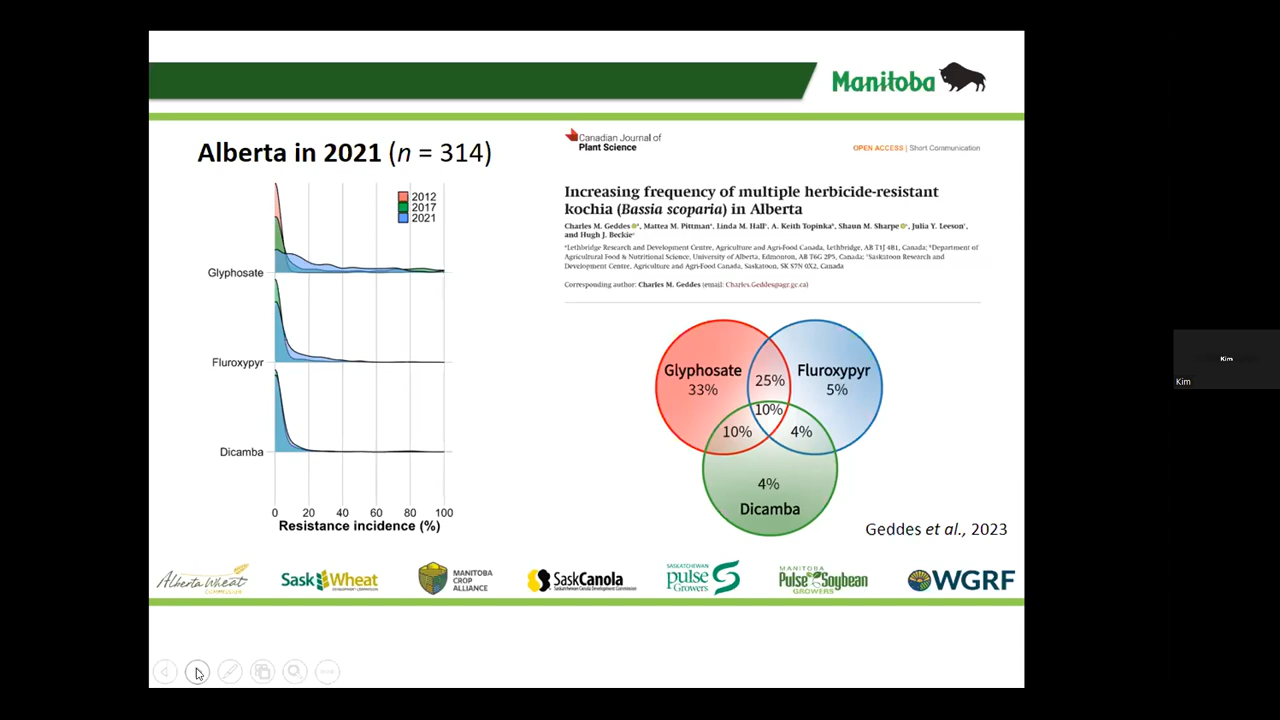 Manitoba
Alberta in 2021 (n = 314)
2012
2017
2021
Glyphosate
Fluroxypyr
Dicamba
0 20 40 60 80 100
Resistance incidence (%)
Canadian Journal of
Plant Science
OPEN ACCESS | Short Communication
Increasing frequency of multiple herbicide-resistant
kochia (Bassia scoparia) in Alberta
Charles M. Geddes a, Mattea M. Pittman a, Linda M. Hall b, A. Keith Topinka b, Shaun M. Sharpe c, Julia Y. Leeson c,
and Hugh J. Beckie c
a Lethbridge Research and Development Centre, Agriculture and Agri-Food Canada, Lethbridge, AB T1J 4B1, Canada; b Department of
Agricultural Food & Nutritional Science, University of Alberta, Edmonton, AB T6G 2P5, Canada; c Saskatoon Research and
Development Centre, Agriculture and Agri-Food Canada, Saskatoon, SK S7N 0X2, Canada
Corresponding author: Charles M. Geddes (email: Charles.Geddes@agr.gc.ca)
Glyphosate
33%
25%
Fluroxypyr
5%
10%
10%
4%
4%
Dicamba
Geddes et al., 2023
Alberta Wheat
COMMISSION
SaskWheat
DEVELOPMENT COMMISSION
MANITOBA
CROP
ALLIANCE
SaskCanola
Saskatchewan Canola Development Commission
SASKATCHEWAN
pulse
Growers
MANITOBA
Pulse Soybean
GROWERS
WGRF
Kim
Kim